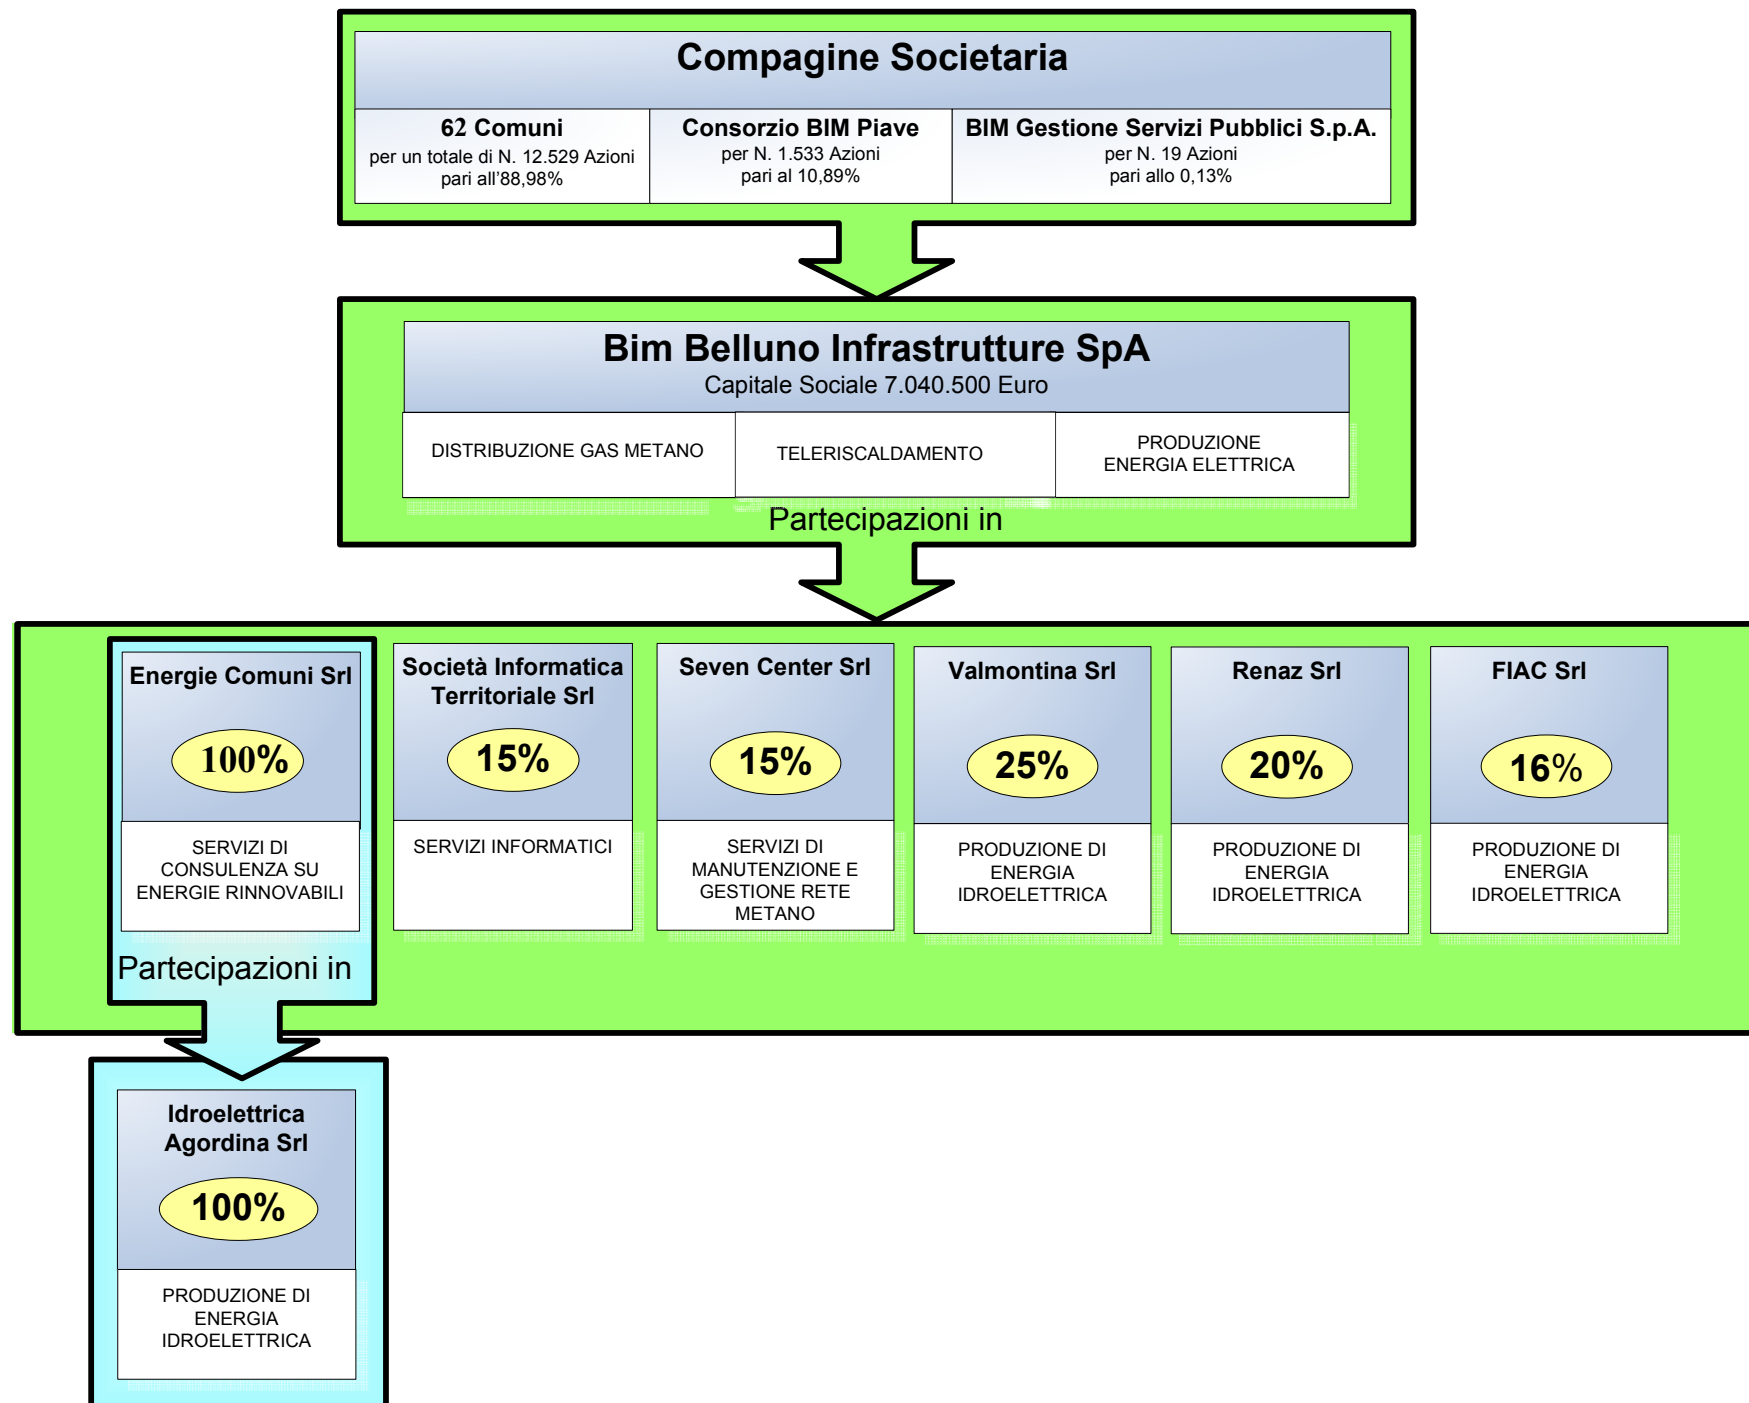 Compagine Societaria
62 Comuni
per un totale di N. 12.529 Azioni
pari all'88,98%
Consorzio BIM Piave
per N. 1.533 Azioni
pari al 10,89%
BIM Gestione Servizi Pubblici S.p.A.
per N. 19 Azioni
pari allo 0,13%
Bim Belluno Infrastrutture SpA
Capitale Sociale 7.040.500 Euro
DISTRIBUZIONE GAS METANO
TELERISCALDAMENTO
PRODUZIONE
ENERGIA ELETTRICA
Partecipazioni in
Energie Comuni Srl
100%
SERVIZI DI
CONSULENZA SU
ENERGIE RINNOVABILI
Partecipazioni in
Società Informatica
Territoriale Srl
15%
SERVIZI INFORMATICI
Seven Center Srl
15%
SERVIZI DI
MANUTENZIONE E
GESTIONE RETE
METANO
Valmontina Srl
25%
PRODUZIONE DI
ENERGIA
IDROELETTRICA
Renaz Srl
20%
PRODUZIONE DI
ENERGIA
IDROELETTRICA
FIAC Srl
16%
PRODUZIONE DI
ENERGIA
IDROELETTRICA
Idroelettrica
Agordina Srl
100%
PRODUZIONE DI
ENERGIA
IDROELETTRICA